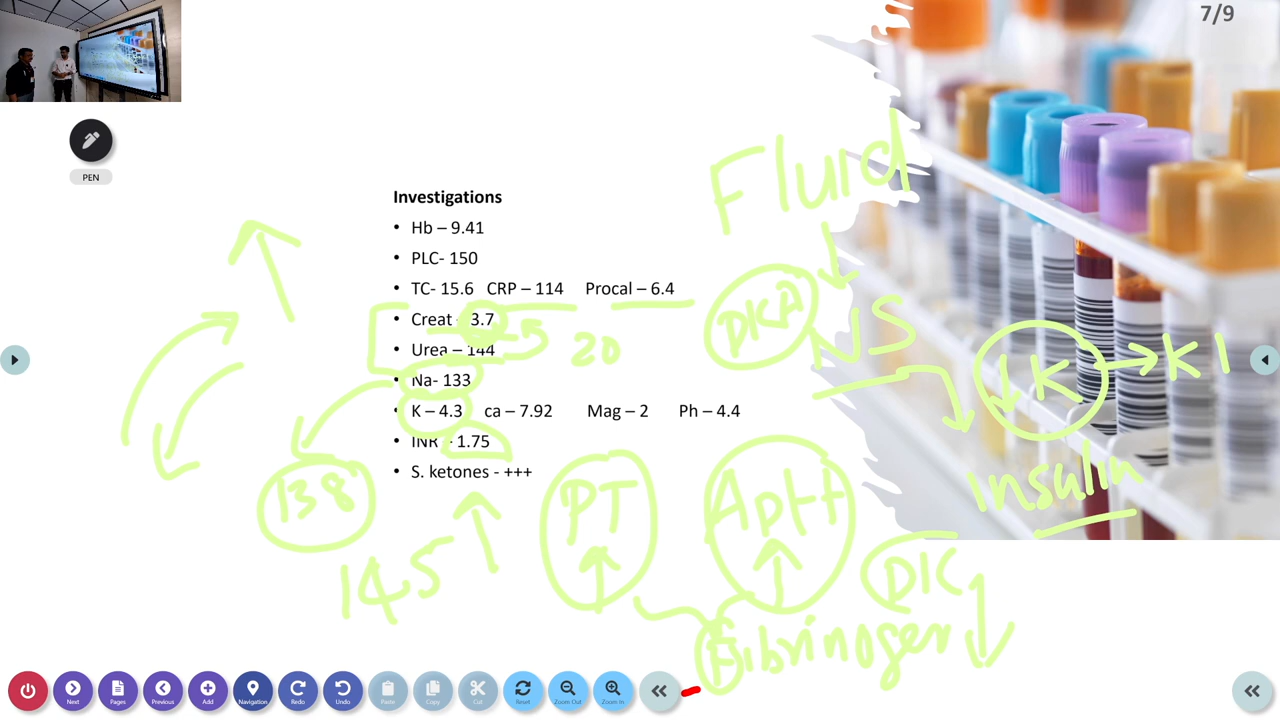 7/9
PEN
Investigations
• Hb – 9.41
• PLC- 150
• TC- 15.6 CRP – 114 Procal – 6.4
• Creat - 3.7
• Urea – 144
• Na- 133
• K – 4.3 ca – 7.92 Mag – 2 Ph – 4.4
• INR - 1.75
• S. ketones - +++
Fluid
DKA
NS
5
20
K
K1
insulin
138
145
PT
Aptt
DIC
Fibrinogen
Next
Pages
Previous
Add
Navigation
Redo
Undo
Paste
Copy
Cut
Reset
Zoom Out
Zoom In